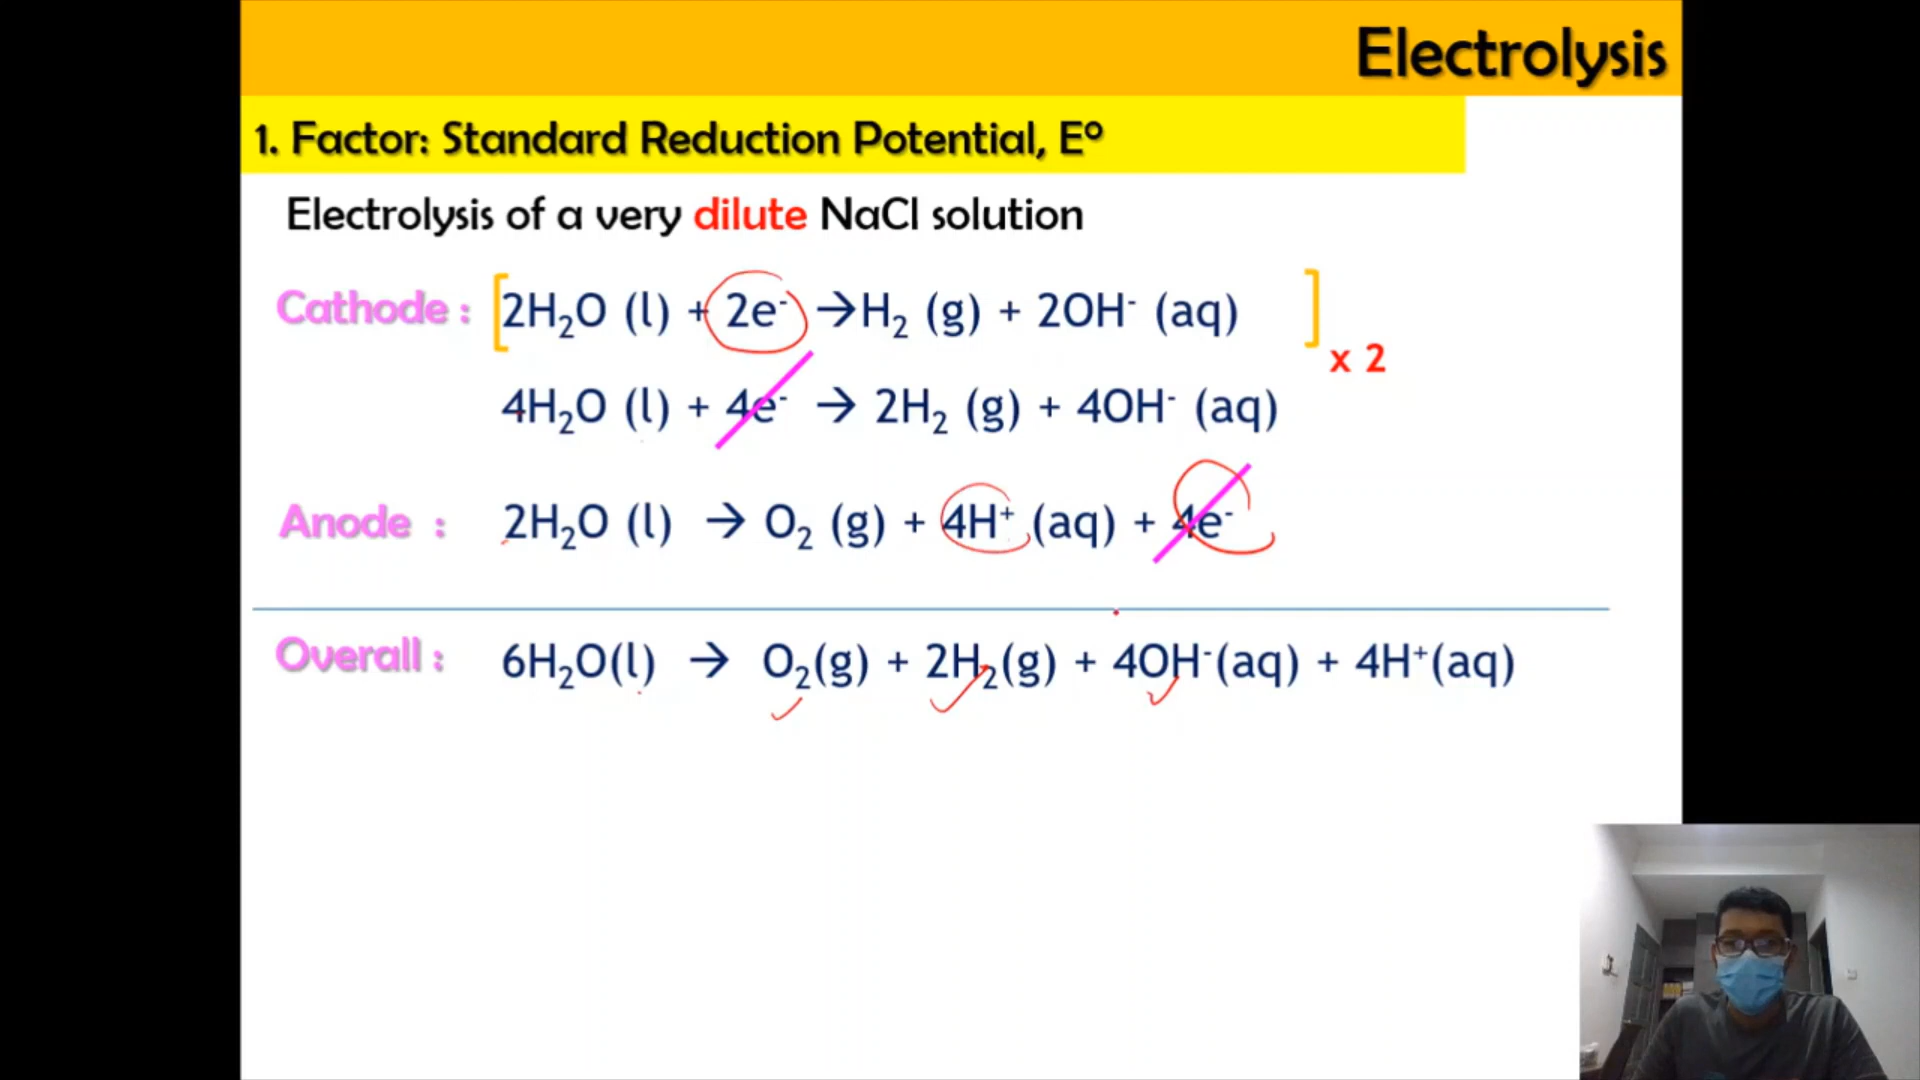 Electrolysis
1. Factor: Standard Reduction Potential, E°
Electrolysis of a very dilute NaCl solution
Cathode : [2H₂O (l) + 2e⁻ →H₂ (g) + 2OH⁻ (aq) ] x 2
4H₂O (l) + 4e⁻ → 2H₂ (g) + 4OH⁻ (aq)
Anode : 2H₂O (l) → O₂ (g) + 4H⁺ (aq) + 4e⁻
Overall : 6H₂O(l) → O₂(g) + 2H₂(g) + 4OH⁻(aq) + 4H⁺(aq)